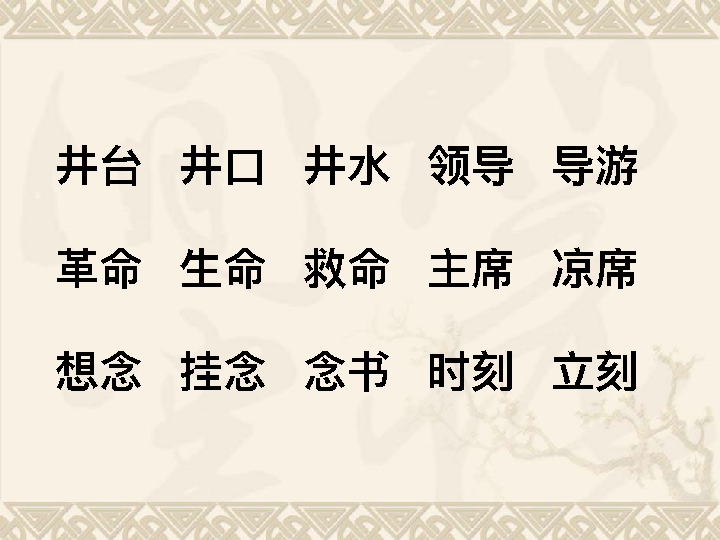 井台 井口 井水 领导 导游
革命 生命 救命 主席 凉席
想念 挂念 念书 时刻 立刻